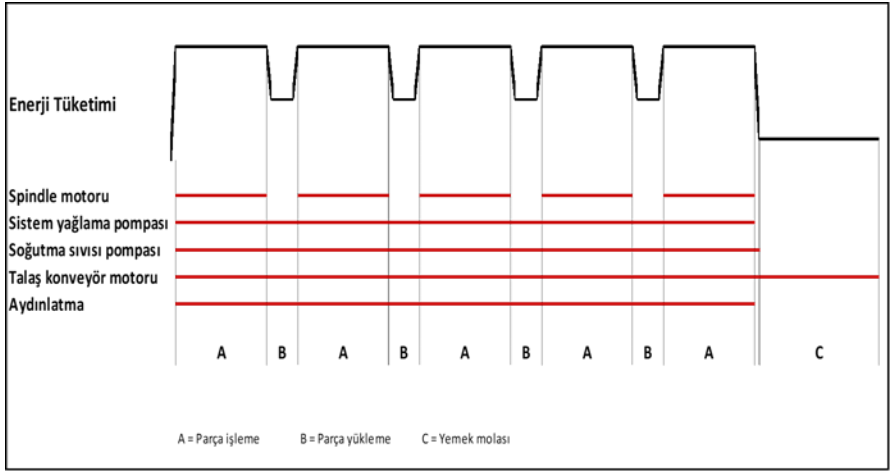 Enerji Tüketimi
Spindle motoru
Sistem yağlama pompası
Soğutma sıvısı pompası
Talaş konveyör motoru
Aydınlatma
A B A B A B A B A C
A = Parça işleme B = Parça yükleme C = Yemek molası